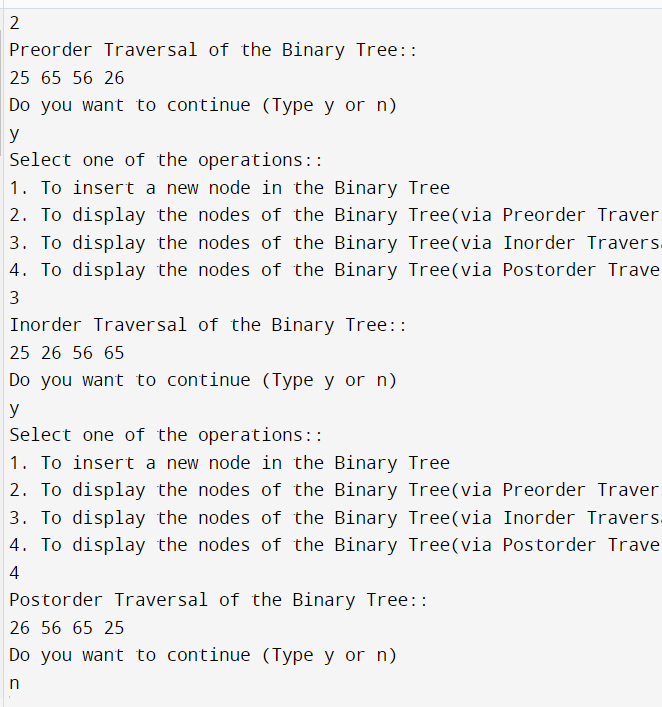 2
Preorder Traversal of the Binary Tree::
25 65 56 26
Do you want to continue (Type y or n)
y
Select one of the operations::
1. To insert a new node in the Binary Tree
2. To display the nodes of the Binary Tree(via Preorder Traver
3. To display the nodes of the Binary Tree(via Inorder Travers
4. To display the nodes of the Binary Tree(via Postorder Trave
3
Inorder Traversal of the Binary Tree::
25 26 56 65
Do you want to continue (Type y or n)
y
Select one of the operations::
1. To insert a new node in the Binary Tree
2. To display the nodes of the Binary Tree(via Preorder Traver
3. To display the nodes of the Binary Tree(via Inorder Travers
4. To display the nodes of the Binary Tree(via Postorder Trave
4
Postorder Traversal of the Binary Tree::
26 56 65 25
Do you want to continue (Type y or n)
n